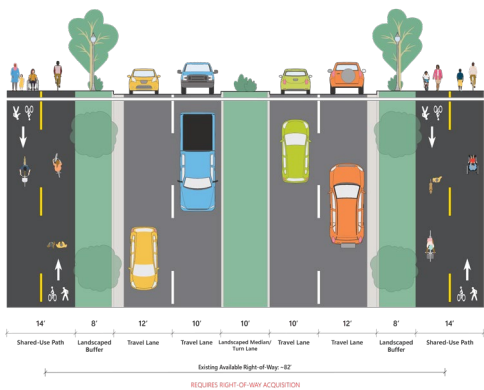 14' 8' 12' 10' 10' 10' 12' 8' 14'
Shared-Use Path Landscaped Buffer Travel Lane Travel Lane Landscaped Median/ Turn Lane Travel Lane Travel Lane Landscaped Buffer Shared-Use Path
Existing Available Right-of-Way: ~82'
REQUIRES RIGHT-OF-WAY ACQUISITION